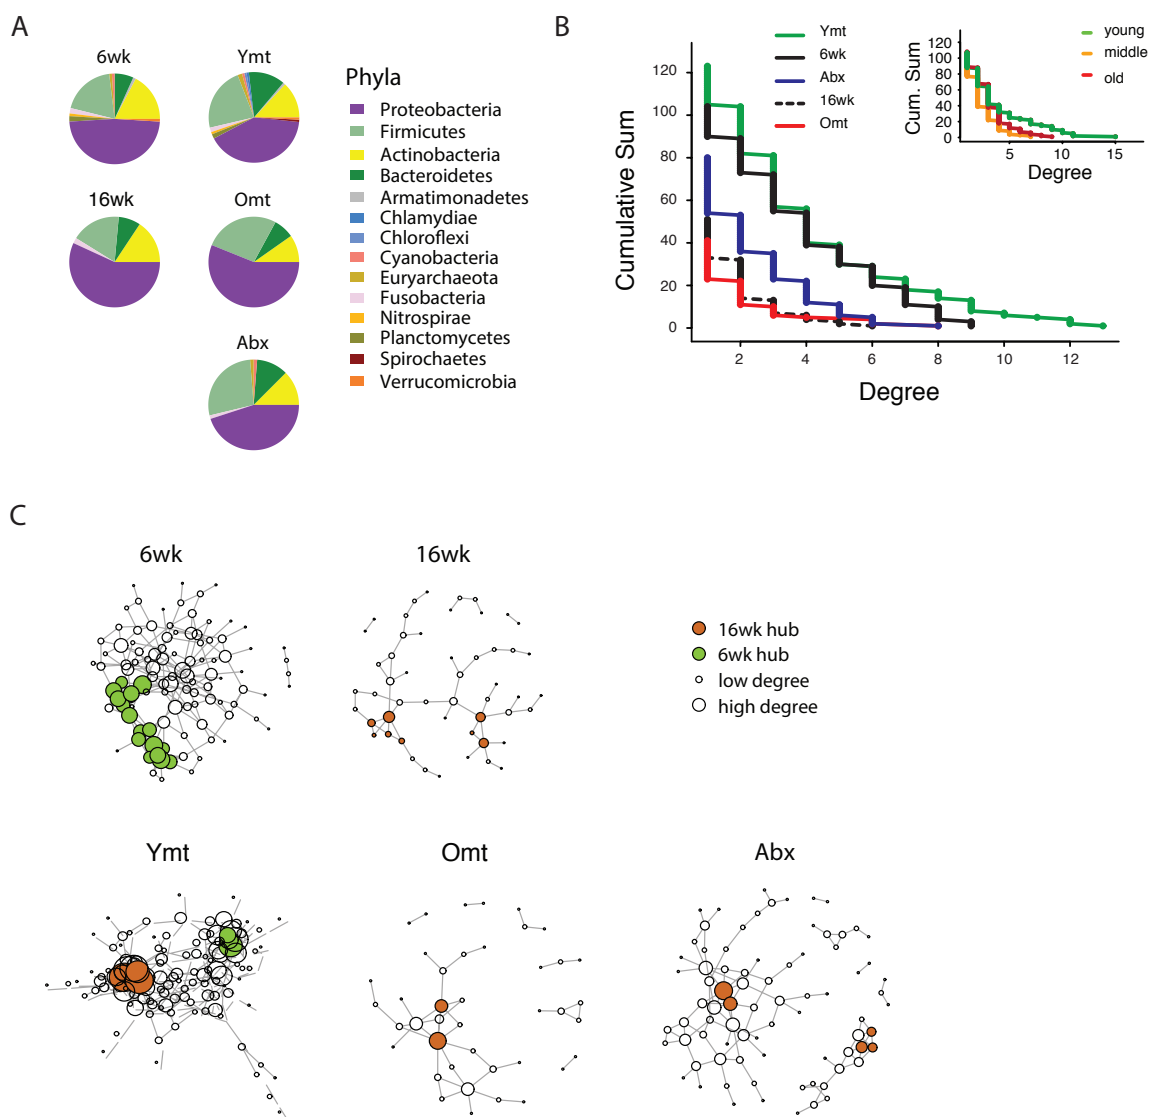 A
6wk
Ymt
16wk
Omt
Abx
Phyla
Proteobacteria
Firmicutes
Actinobacteria
Bacteroidetes
Armatimonadetes
Chlamydiae
Chloroflexi
Cyanobacteria
Euryarchaeota
Fusobacteria
Nitrospirae
Planctomycetes
Spirochaetes
Verrucomicrobia
B
Cumulative Sum
120
100
80
60
40
20
0
2
4
6
8
10
12
Degree
Ymt
6wk
Abx
16wk
Omt
Cum. Sum
120
100
80
60
40
20
0
5
10
15
Degree
young
middle
old
C
6wk
16wk
16wk hub
6wk hub
low degree
high degree
Ymt
Omt
Abx